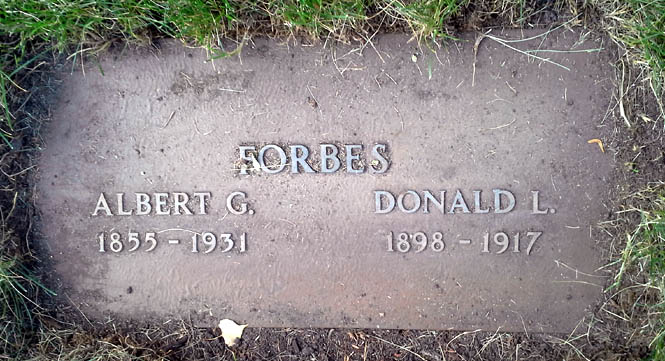 FORBES
ALBERT G. DONALD L.
1855 - 1931 1898 - 1917